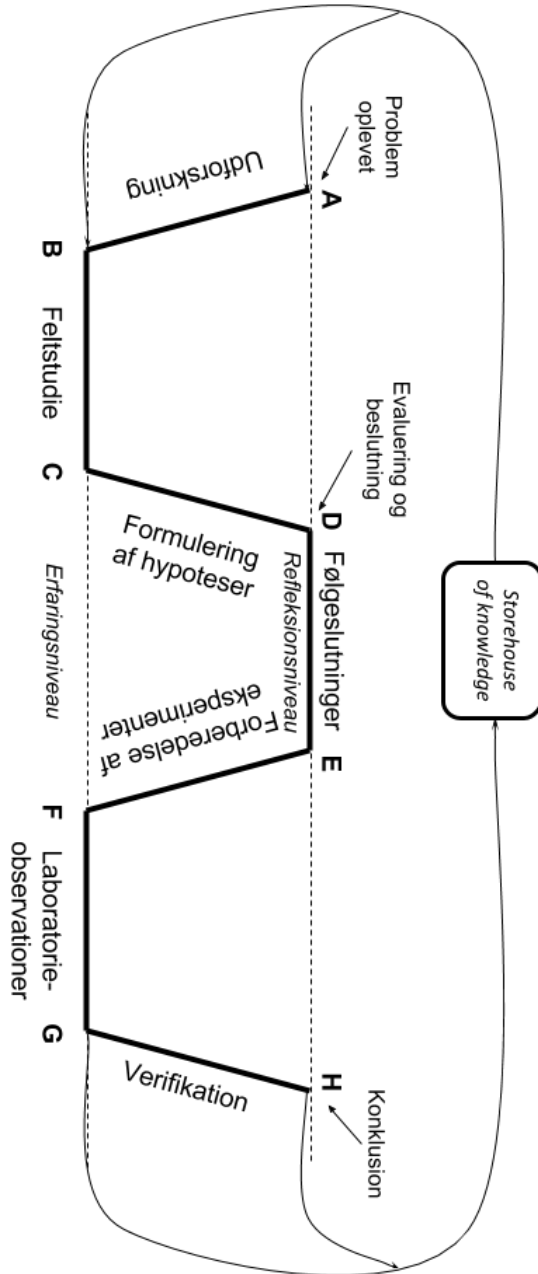 Storehouse
of knowledge
Problem
oplevet
Evaluering og
beslutning
Konklusion
A
D
Følgeslutninger
E
H
Refleksionsniveau
Udforskning
Formulering
af hypoteser
Forberedelse af
eksperimenter
Verifikation
B
Feltstudie
C
Erfaringsniveau
F
Laboratorie-
observationer
G